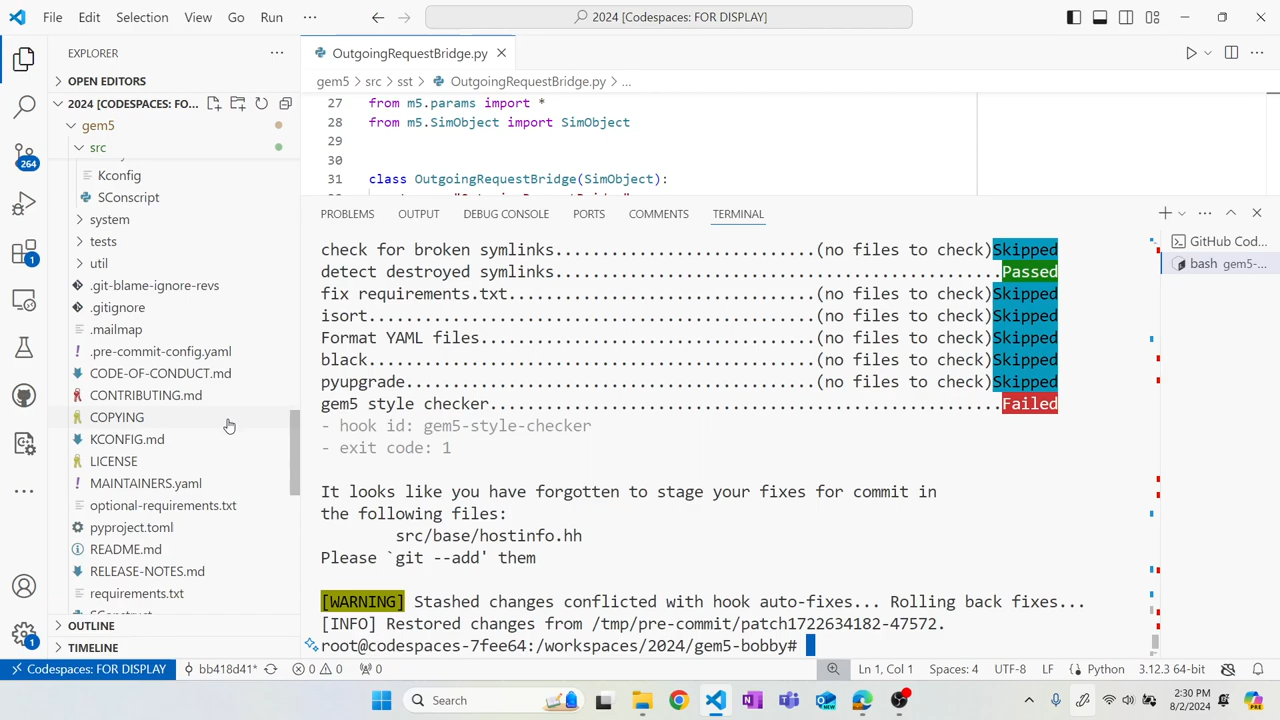 File Edit Selection View Go Run ··· 2024 [Codespaces: FOR DISPLAY]
EXPLORER
OPEN EDITORS
2024 [CODESPACES: FO...
gem5
src
Kconfig
SConscript
system
tests
util
.git-blame-ignore-revs
.gitignore
.mailmap
.pre-commit-config.yaml
CODE-OF-CONDUCT.md
CONTRIBUTING.md
COPYING
KCONFIG.md
LICENSE
MAINTAINERS.yaml
optional-requirements.txt
pyproject.toml
README.md
RELEASE-NOTES.md
requirements.txt
SConstruct
OUTLINE
TIMELINE
264
1
1
OutgoingRequestBridge.py
gem5 > src > sst > OutgoingRequestBridge.py > ...
27 from m5.params import *
28 from m5.SimObject import SimObject
29
30
31 class OutgoingRequestBridge(SimObject):
PROBLEMS OUTPUT DEBUG CONSOLE PORTS COMMENTS TERMINAL
GitHub Cod...
bash gem5-...
check for broken symlinks........................................(no files to check)Skipped
detect destroyed symlinks.........................................................Passed
fix requirements.txt.............................................(no files to check)Skipped
isort............................................................(no files to check)Skipped
Format YAML files................................................(no files to check)Skipped
black............................................................(no files to check)Skipped
pyupgrade........................................................(no files to check)Skipped
gem5 style checker................................................................Failed
- hook id: gem5-style-checker
- exit code: 1
It looks like you have forgotten to stage your fixes for commit in
the following files:
src/base/hostinfo.hh
Please `git --add' them
[WARNING] Stashed changes conflicted with hook auto-fixes... Rolling back fixes...
[INFO] Restored changes from /tmp/pre-commit/patch1722634182-47572.
root@codespaces-7fee64:/workspaces/2024/gem5-bobby#
Codespaces: FOR DISPLAY bb418d41* 0 0 0 Ln 1, Col 1 Spaces: 4 UTF-8 LF Python 3.12.3 64-bit
Search
2:30 PM
8/2/2024